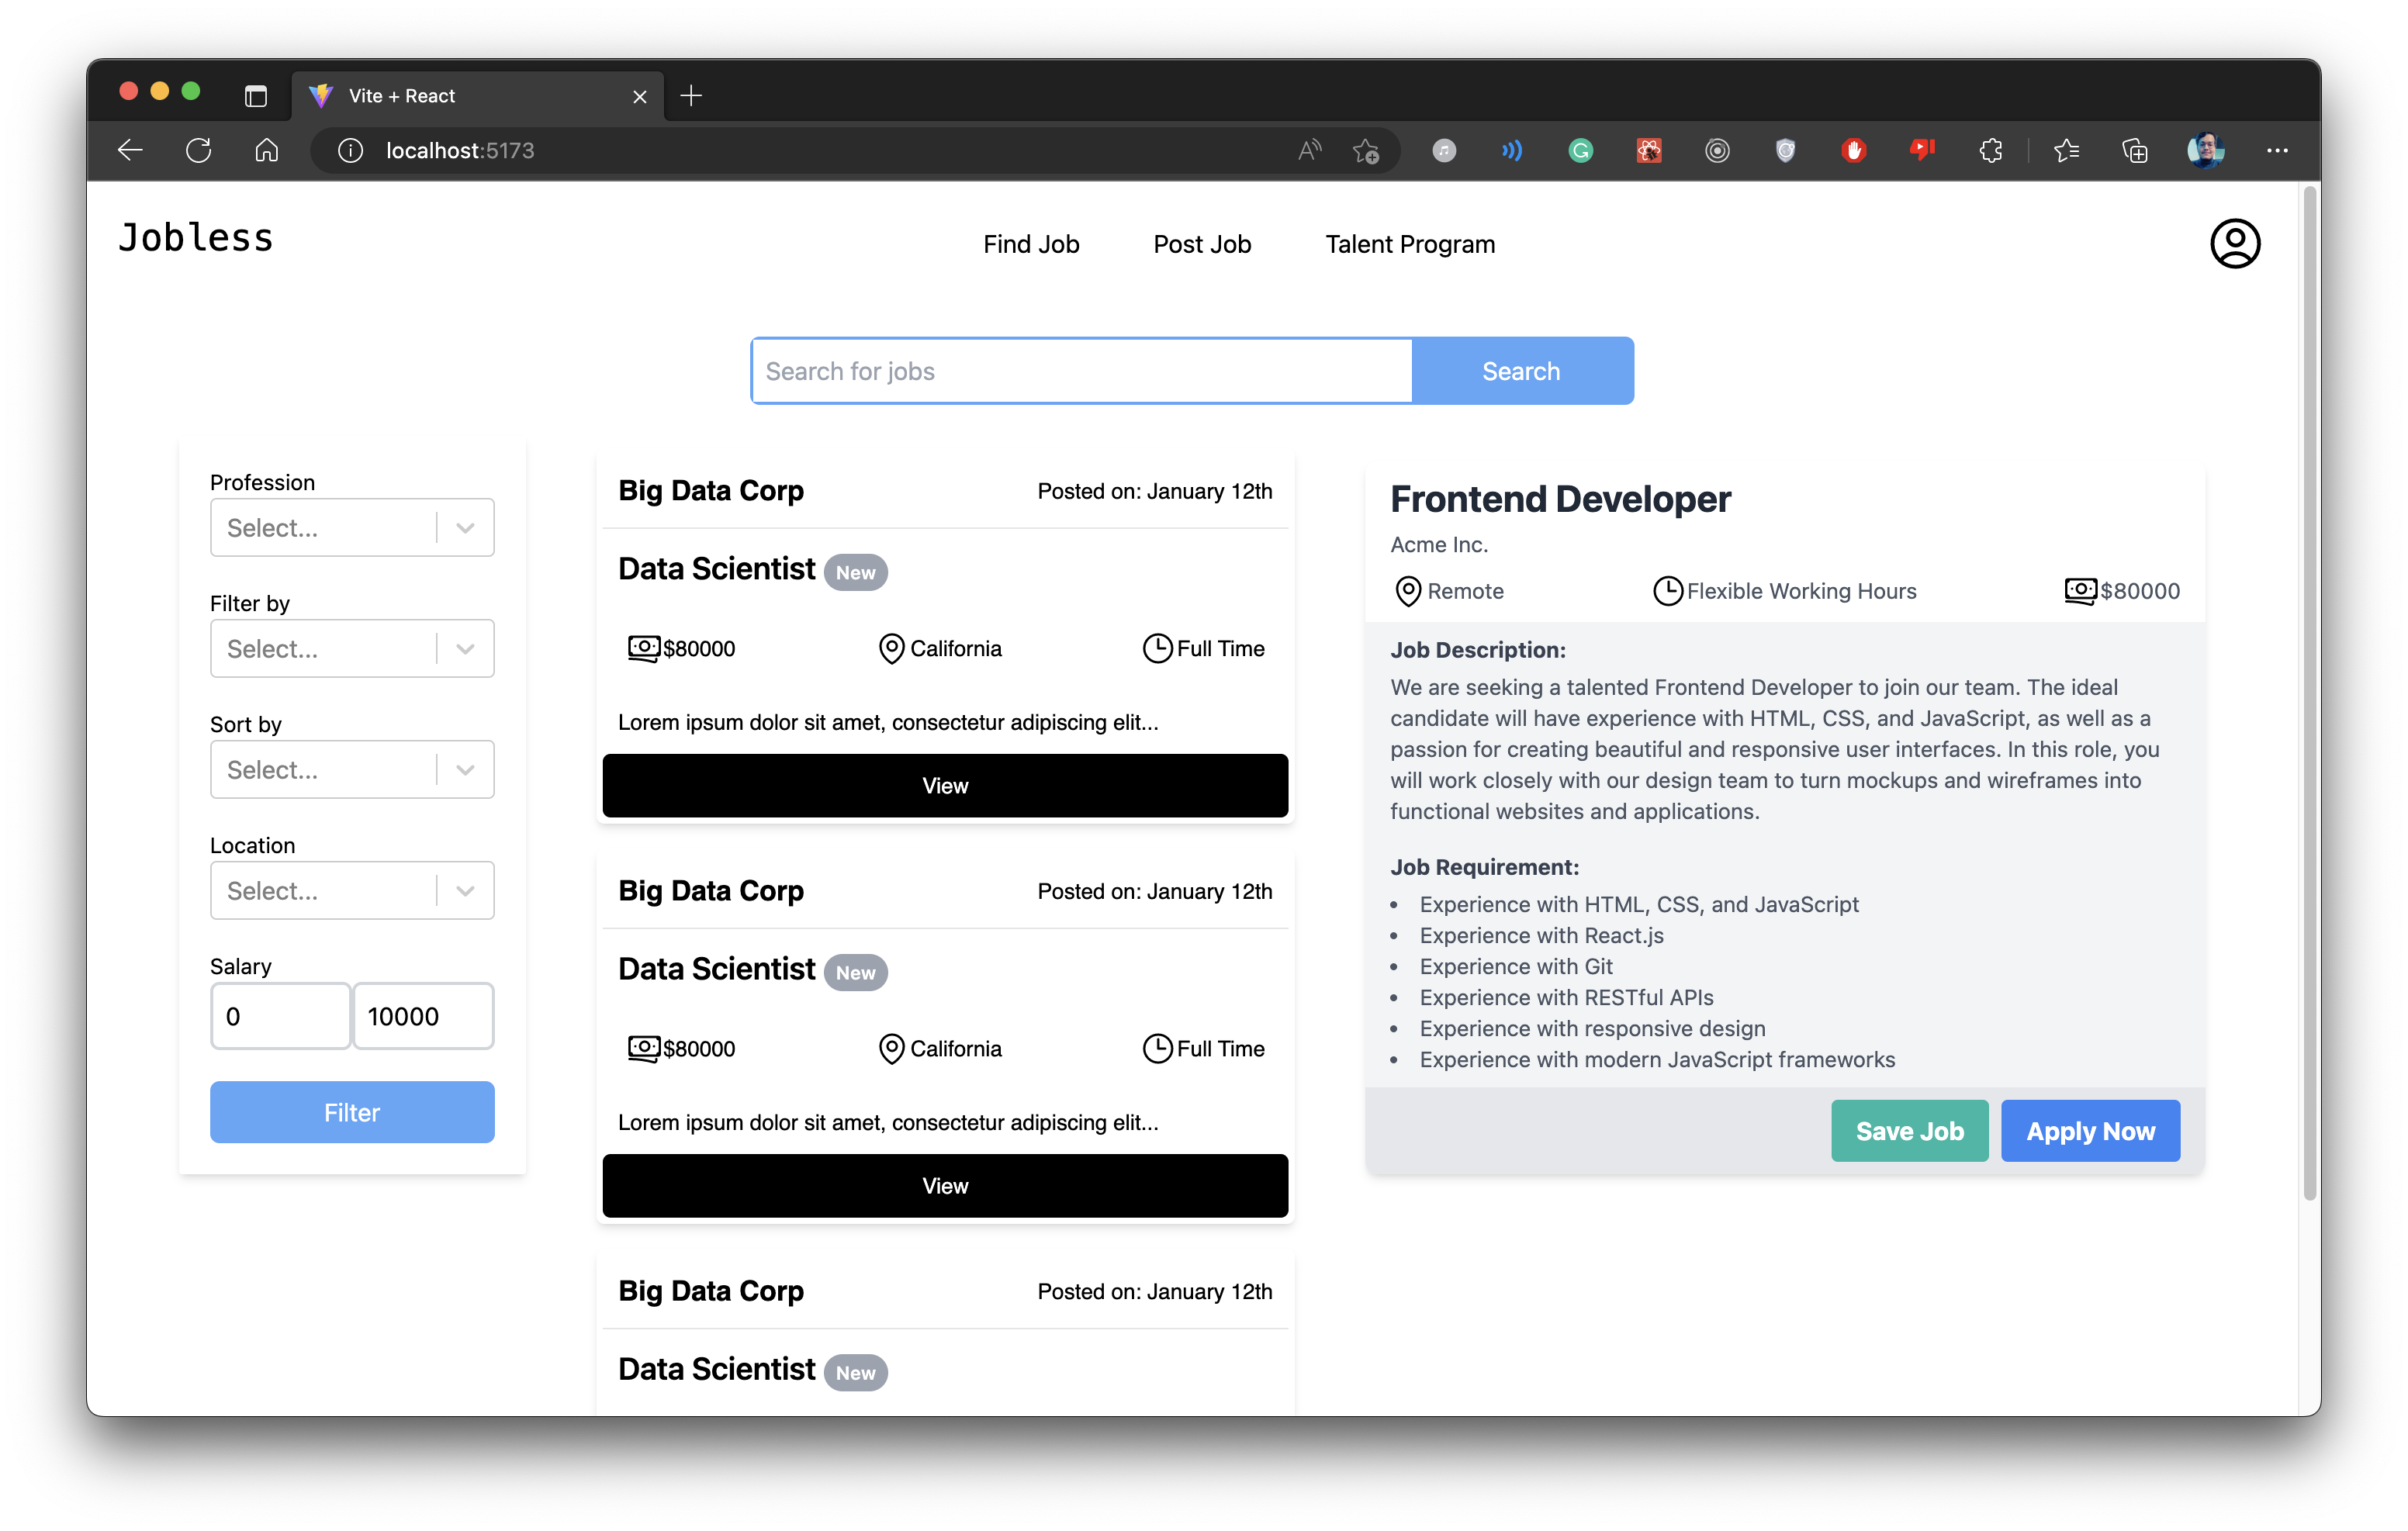 Vite + React
localhost:5173
Jobless
Find Job
Post Job
Talent Program
Search for jobs
Search
Profession
Select...
Filter by
Select...
Sort by
Select...
Location
Select...
Salary
0
10000
Filter
Big Data Corp
Posted on: January 12th
Data Scientist
New
$80000
California
Full Time
Lorem ipsum dolor sit amet, consectetur adipiscing elit...
View
Big Data Corp
Posted on: January 12th
Data Scientist
New
$80000
California
Full Time
Lorem ipsum dolor sit amet, consectetur adipiscing elit...
View
Big Data Corp
Posted on: January 12th
Data Scientist
New
Frontend Developer
Acme Inc.
Remote
Flexible Working Hours
$80000
Job Description:
We are seeking a talented Frontend Developer to join our team. The ideal
candidate will have experience with HTML, CSS, and JavaScript, as well as a
passion for creating beautiful and responsive user interfaces. In this role, you
will work closely with our design team to turn mockups and wireframes into
functional websites and applications.
Job Requirement:
• Experience with HTML, CSS, and JavaScript
• Experience with React.js
• Experience with Git
• Experience with RESTful APIs
• Experience with responsive design
• Experience with modern JavaScript frameworks
Save Job
Apply Now